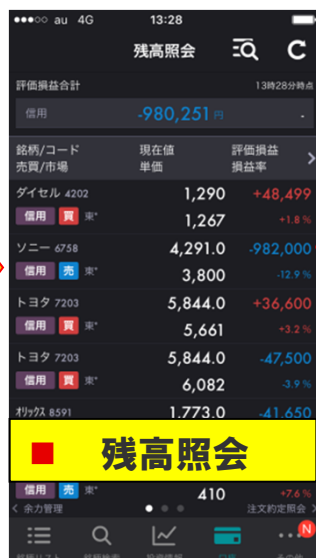 au 4G 13:28
残高照会
評価損益合計 13時28分時点
信用 -980,251 円 -
銘柄/コード 現在値 評価損益
売買/市場 単価 損益率
ダイセル 4202 1,290 +48,499
信用 買 東* 1,267 +1.8%
ソニー 6758 4,291.0 -982,000
信用 売 東* 3,800 -12.9%
トヨタ 7203 5,844.0 +36,600
信用 買 東* 5,661 +3.2%
トヨタ 7203 5,844.0 -47,500
信用 買 東* 6,082 -3.9%
オリックス 8591 1,773.0 -41,650
■ 残高照会
信用 売 東* 410 +7.6%
余力管理 注文約定照会
N